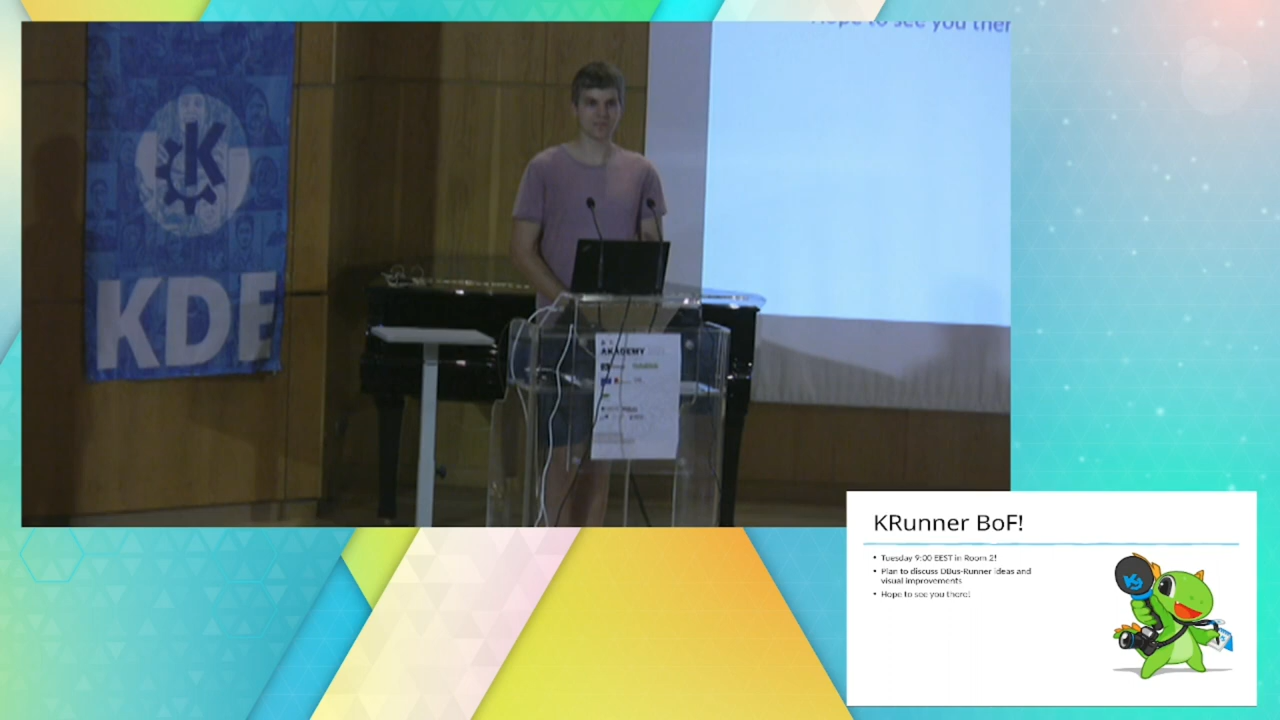 Hope to see you ther
K
KDE
AKADEMY
KRunner BoF!
• Tuesday 9:00 EEST in Room 2!
• Plan to discuss DBus-Runner ideas and
visual improvements
• Hope to see you there!